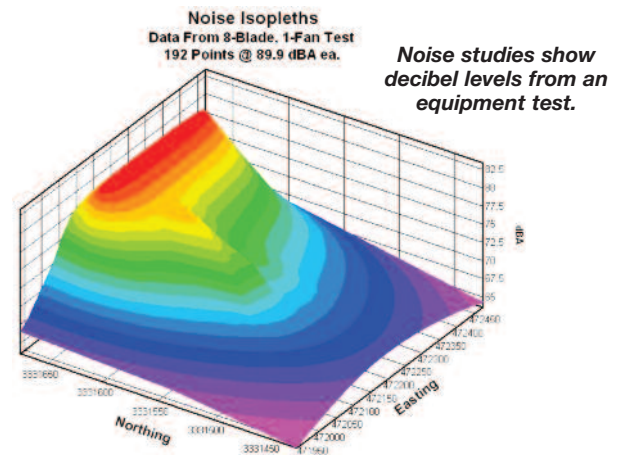 Noise Isopleths
Data From 8-Blade, 1-Fan Test
192 Points @ 89.9 dBA ea.
Noise studies show
decibel levels from an
equipment test.
82.5
80
77.5
75
72.5
70
67.5
65
dBA
472450
472400
472350
472300
472250
472200
472150
472100
472050
472000
471950
Easting
3331650
3331600
3331550
3331500
3331450
Northing